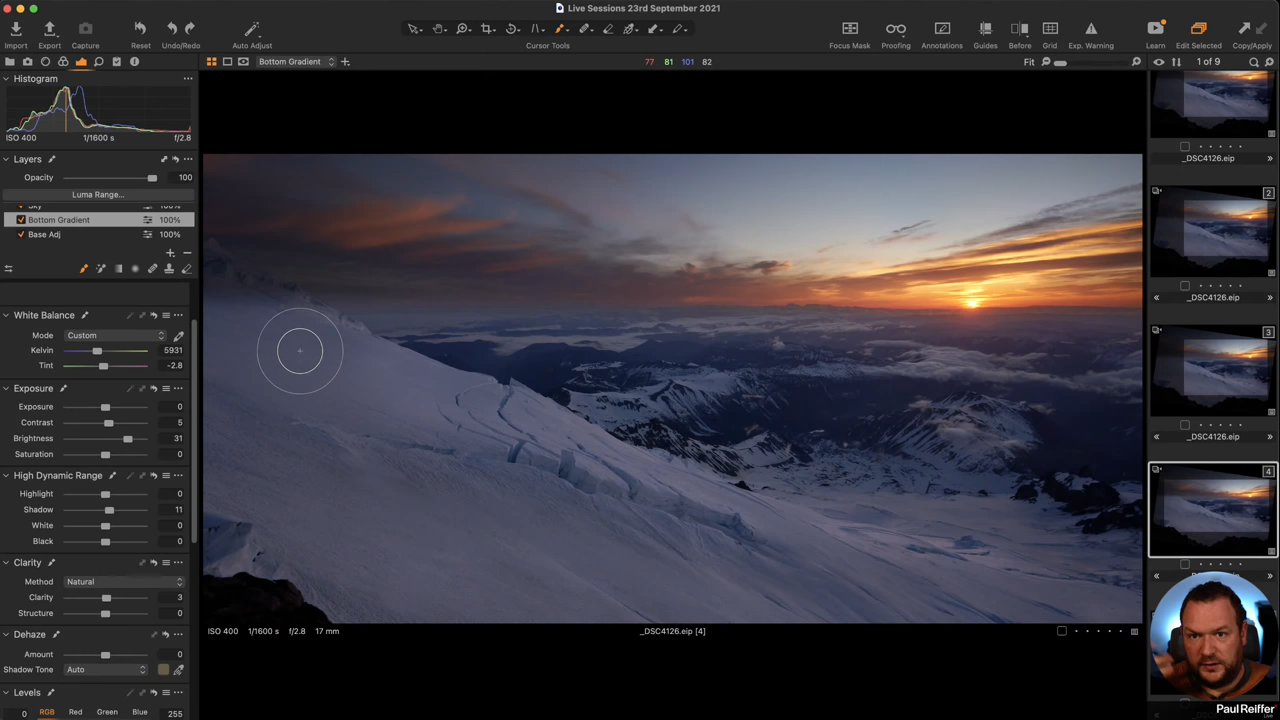 Live Sessions 23rd September 2021
Import Export Capture Reset Undo/Redo Auto Adjust Cursor Tools Focus Mask Proofing Annotations Guides Before Grid Exp. Warning Learn Edit Selected Copy/Apply
Bottom Gradient 77 81 101 82 Fit 1 of 9
Histogram
ISO 400 1/1600 s f/2.8
Layers
Opacity 100
Luma Range...
Sky 100%
Bottom Gradient 100%
Base Adj 100%
White Balance
Mode Custom
Kelvin 5931
Tint -2.8
Exposure
Exposure 0
Contrast 5
Brightness 31
Saturation 0
High Dynamic Range
Highlight 0
Shadow 11
White 0
Black 0
Clarity
Method Natural
Clarity 3
Structure 0
Dehaze
Amount 0
Shadow Tone Auto
Levels
0 RGB Red Green Blue 255
ISO 400 1/1600 s f/2.8 17 mm _DSC4126.eip [4]
_DSC4126.eip
2
_DSC4126.eip
3
_DSC4126.eip
4
Paul Reiffer
Live